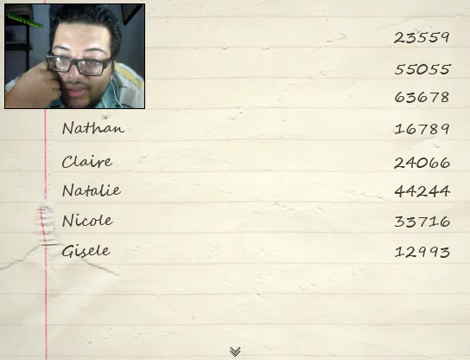 23559
55055
63678
Nathan 16789
Claire 24066
Natalie 44244
Nicole 33716
Gisele 12993